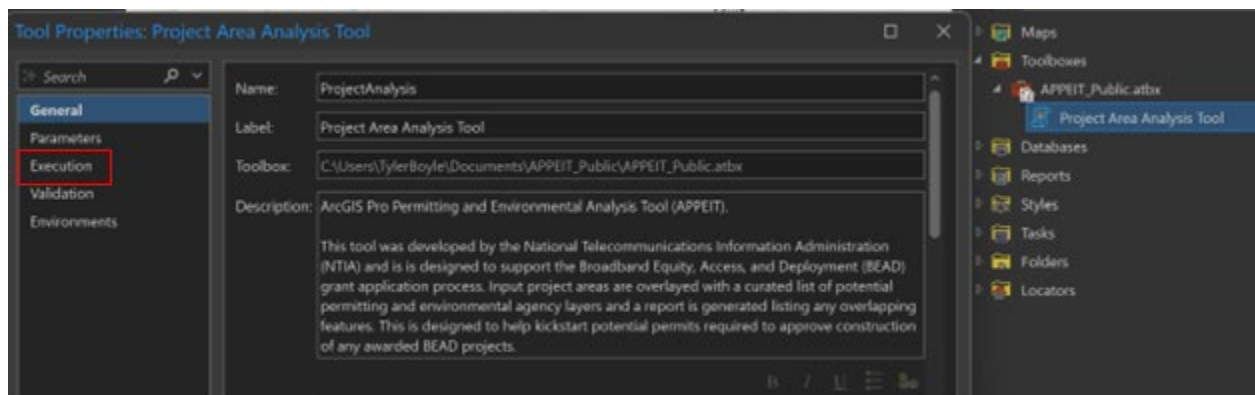 Tool Properties: Project Area Analysis Tool
Search
General
Parameters
Execution
Validation
Environments
Name: ProjectAnalysis
Label: Project Area Analysis Tool
Toolbox: C:\Users\TylerBoyle\Documents\APPEIT_Public\APPEIT_Public.atbx
Description: ArcGIS Pro Permitting and Environmental Analysis Tool (APPEIT).
This tool was developed by the National Telecommunications Information Administration
(NTIA) and is is designed to support the Broadband Equity, Access, and Deployment (BEAD)
grant application process. Input project areas are overlayed with a curated list of potential
permitting and environmental agency layers and a report is generated listing any overlapping
features. This is designed to help kickstart potential permits required to approve construction
of any awarded BEAD projects.
B I U
Maps
Toolboxes
APPEIT_Public.atbx
Project Area Analysis Tool
Databases
Reports
Styles
Tasks
Folders
Locators